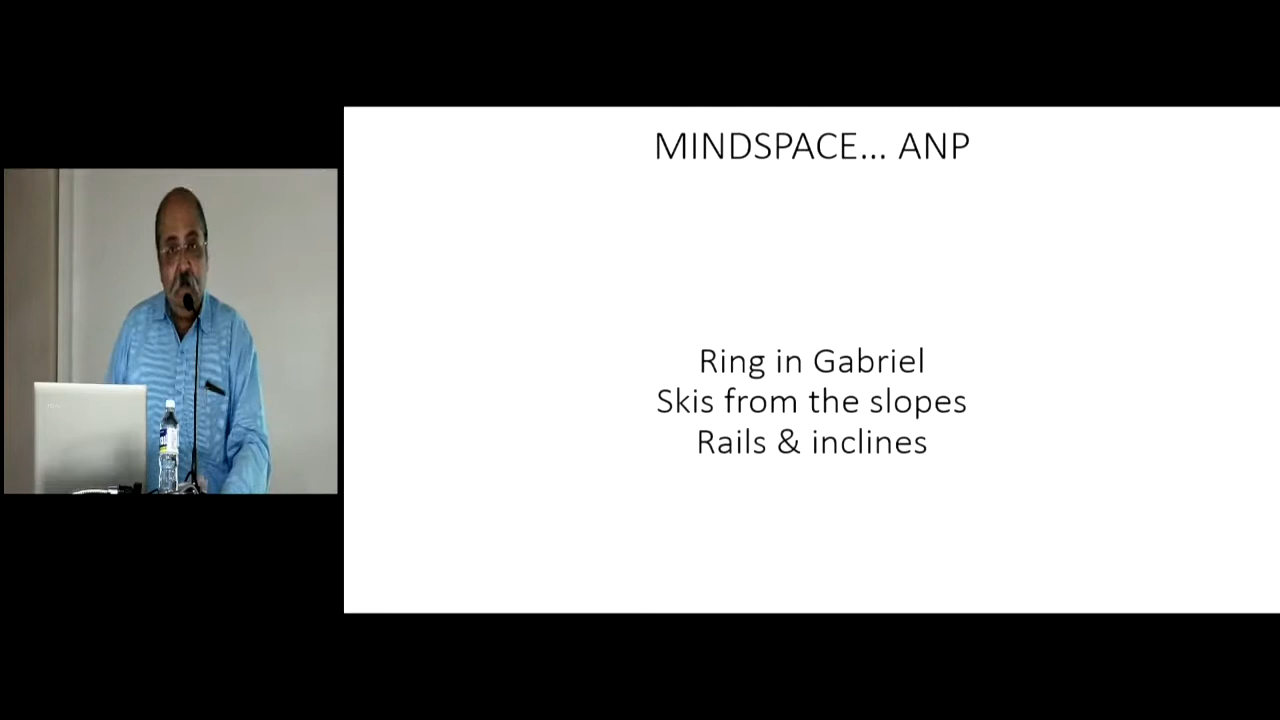 MINDSPACE... ANP
Ring in Gabriel
Skis from the slopes
Rails & inclines